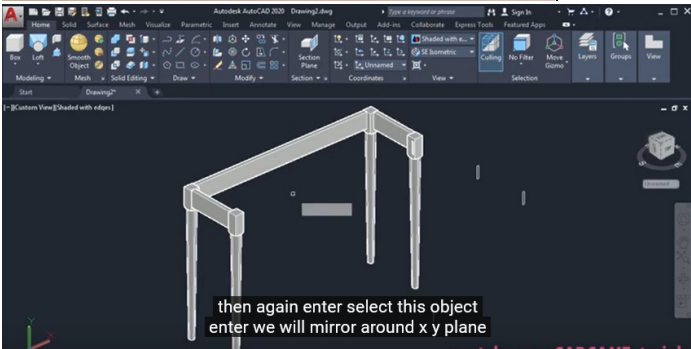 Autodesk AutoCAD 2020 Drawing2.dwg
Type a keyword or phrase
Sign In
Home Solid Surface Mesh Visualize Parametric Insert Annotate View Manage Output Add-ins Collaborate Express Tools Featured Apps
Box Loft Smooth Object Section Plane Unnamed Shaded with e... SE Isometric Culling No Filter Move Gizmo Layers Groups View
Modeling Mesh Solid Editing Draw Modify Section Coordinates View Selection
Start Drawing2*
[-][Custom View][Shaded with edges]
Unnamed
then again enter select this object
enter we will mirror around x y plane
Y